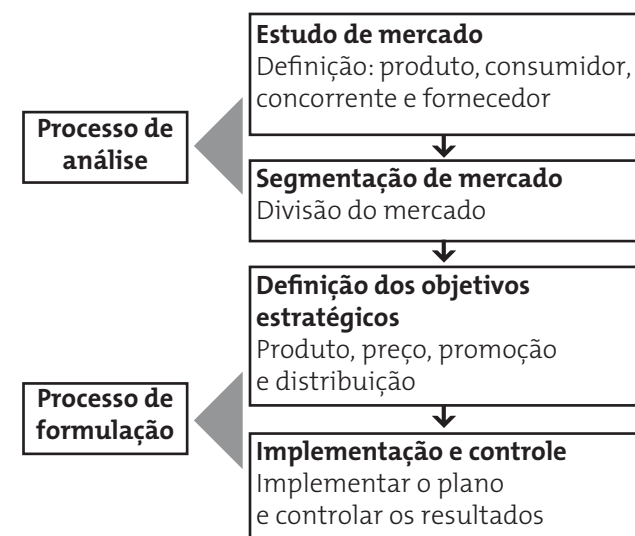 Estudo de mercado
Definição: produto, consumidor,
concorrente e fornecedor
Processo de
análise
Segmentação de mercado
Divisão do mercado
Definição dos objetivos
estratégicos
Produto, preço, promoção
e distribuição
Processo de
formulação
Implementação e controle
Implementar o plano
e controlar os resultados